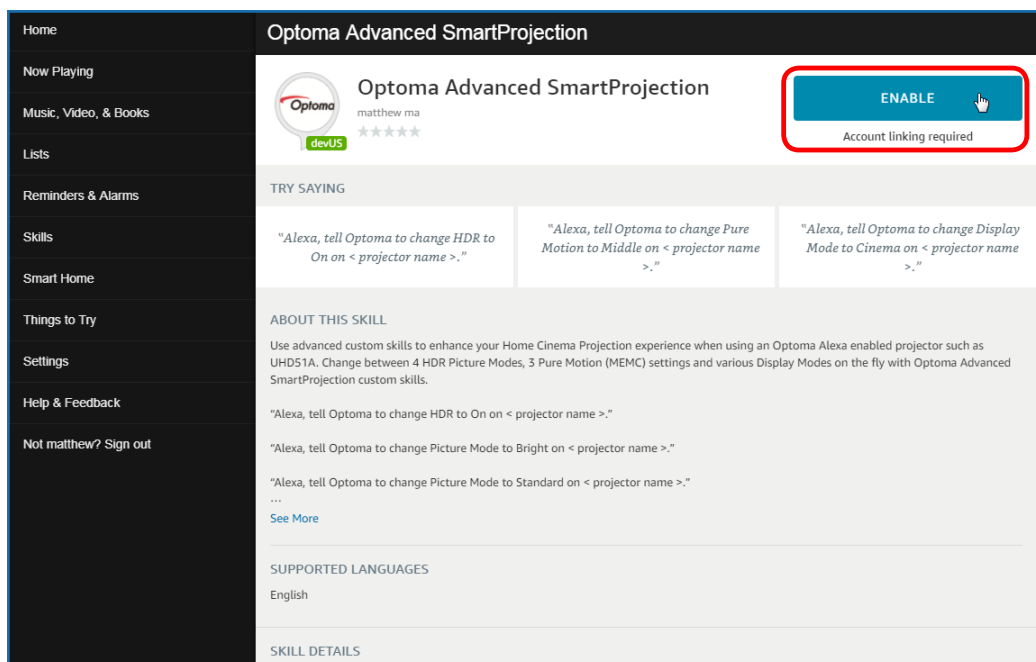 Home
Now Playing
Music, Video, & Books
Lists
Reminders & Alarms
Skills
Smart Home
Things to Try
Settings
Help & Feedback
Not matthew? Sign out
Optoma Advanced SmartProjection
Optoma
devUS
Optoma Advanced SmartProjection
matthew ma
ENABLE
Account linking required
TRY SAYING
"Alexa, tell Optoma to change HDR to
On on < projector name >."
"Alexa, tell Optoma to change Pure
Motion to Middle on < projector name
>."
"Alexa, tell Optoma to change Display
Mode to Cinema on < projector name
>."
ABOUT THIS SKILL
Use advanced custom skills to enhance your Home Cinema Projection experience when using an Optoma Alexa enabled projector such as
UHD51A. Change between 4 HDR Picture Modes, 3 Pure Motion (MEMC) settings and various Display Modes on the fly with Optoma Advanced
SmartProjection custom skills.
“Alexa, tell Optoma to change HDR to On on < projector name >.”
“Alexa, tell Optoma to change Picture Mode to Bright on < projector name >.”
“Alexa, tell Optoma to change Picture Mode to Standard on < projector name >.”
...
See More
SUPPORTED LANGUAGES
English
SKILL DETAILS